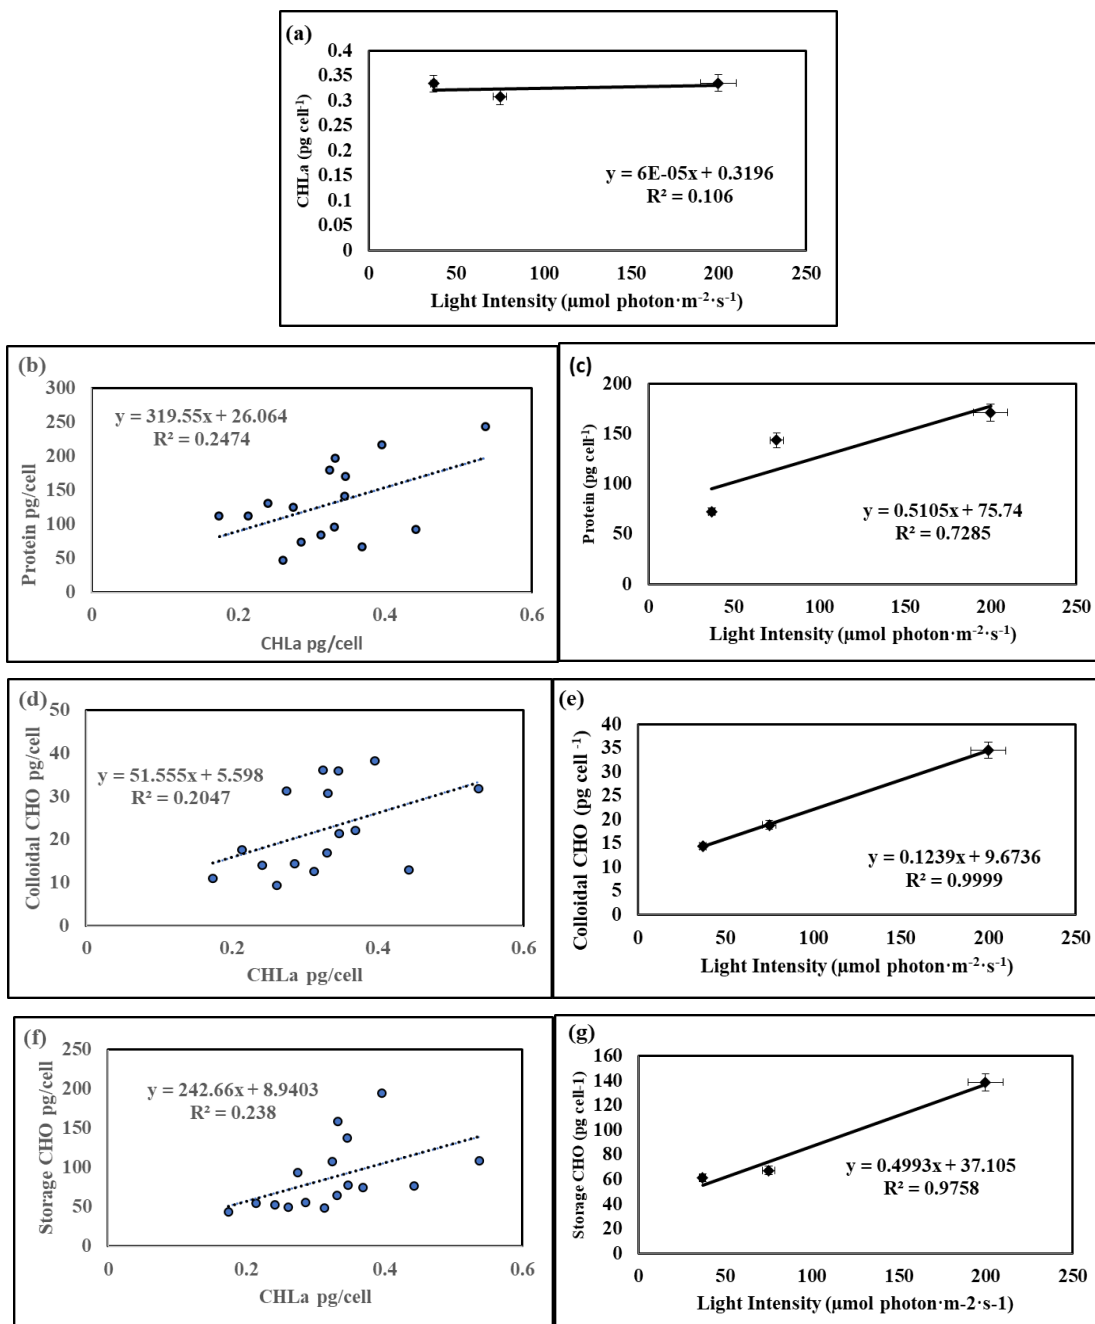 (a)
CHLa (pg cell-1)
0.4
0.35
0.3
0.25
0.2
0.15
0.1
0.05
0
y = 6E-05x + 0.3196
R² = 0.106
0 50 100 150 200 250
Light Intensity (µmol photon·m-2·s-1)
(b)
Protein pg/cell
300
250
200
150
100
50
0
y = 319.55x + 26.064
R² = 0.2474
0 0.2 0.4 0.6
CHLa pg/cell
(c)
Protein (pg cell-1)
200
150
100
50
0
y = 0.5105x + 75.74
R² = 0.7285
0 50 100 150 200 250
Light Intensity (µmol photon·m-2·s-1)
(d)
Colloidal CHO pg/cell
50
40
30
20
10
0
y = 51.555x + 5.598
R² = 0.2047
0 0.2 0.4 0.6
CHLa pg/cell
(e)
Colloidal CHO (pg cell -1)
40
35
30
25
20
15
10
5
0
y = 0.1239x + 9.6736
R² = 0.9999
0 50 100 150 200 250
Light Intensity (µmol photon·m-2·s-1)
(f)
Storage CHO pg/cell
250
200
150
100
50
0
y = 242.66x + 8.9403
R² = 0.238
0 0.2 0.4 0.6
CHLa pg/cell
(g)
Storage CHO (pg cell-1)
160
140
120
100
80
60
40
20
0
y = 0.4993x + 37.105
R² = 0.9758
0 50 100 150 200 250
Light Intensity (µmol photon·m-2·s-1)